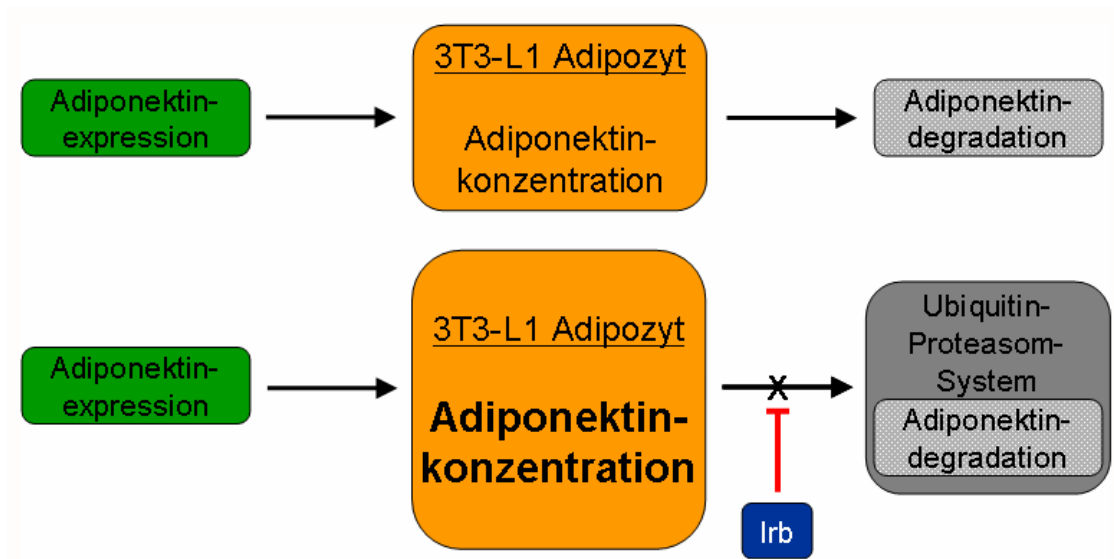 Adiponektin-
expression
3T3-L1 Adipozyt
Adiponektin-
konzentration
Adiponektin-
degradation
Adiponektin-
expression
3T3-L1 Adipozyt
Adiponektin-
konzentration
X
Ubiquitin-
Proteasom-
System
Adiponektin-
degradation
Irb